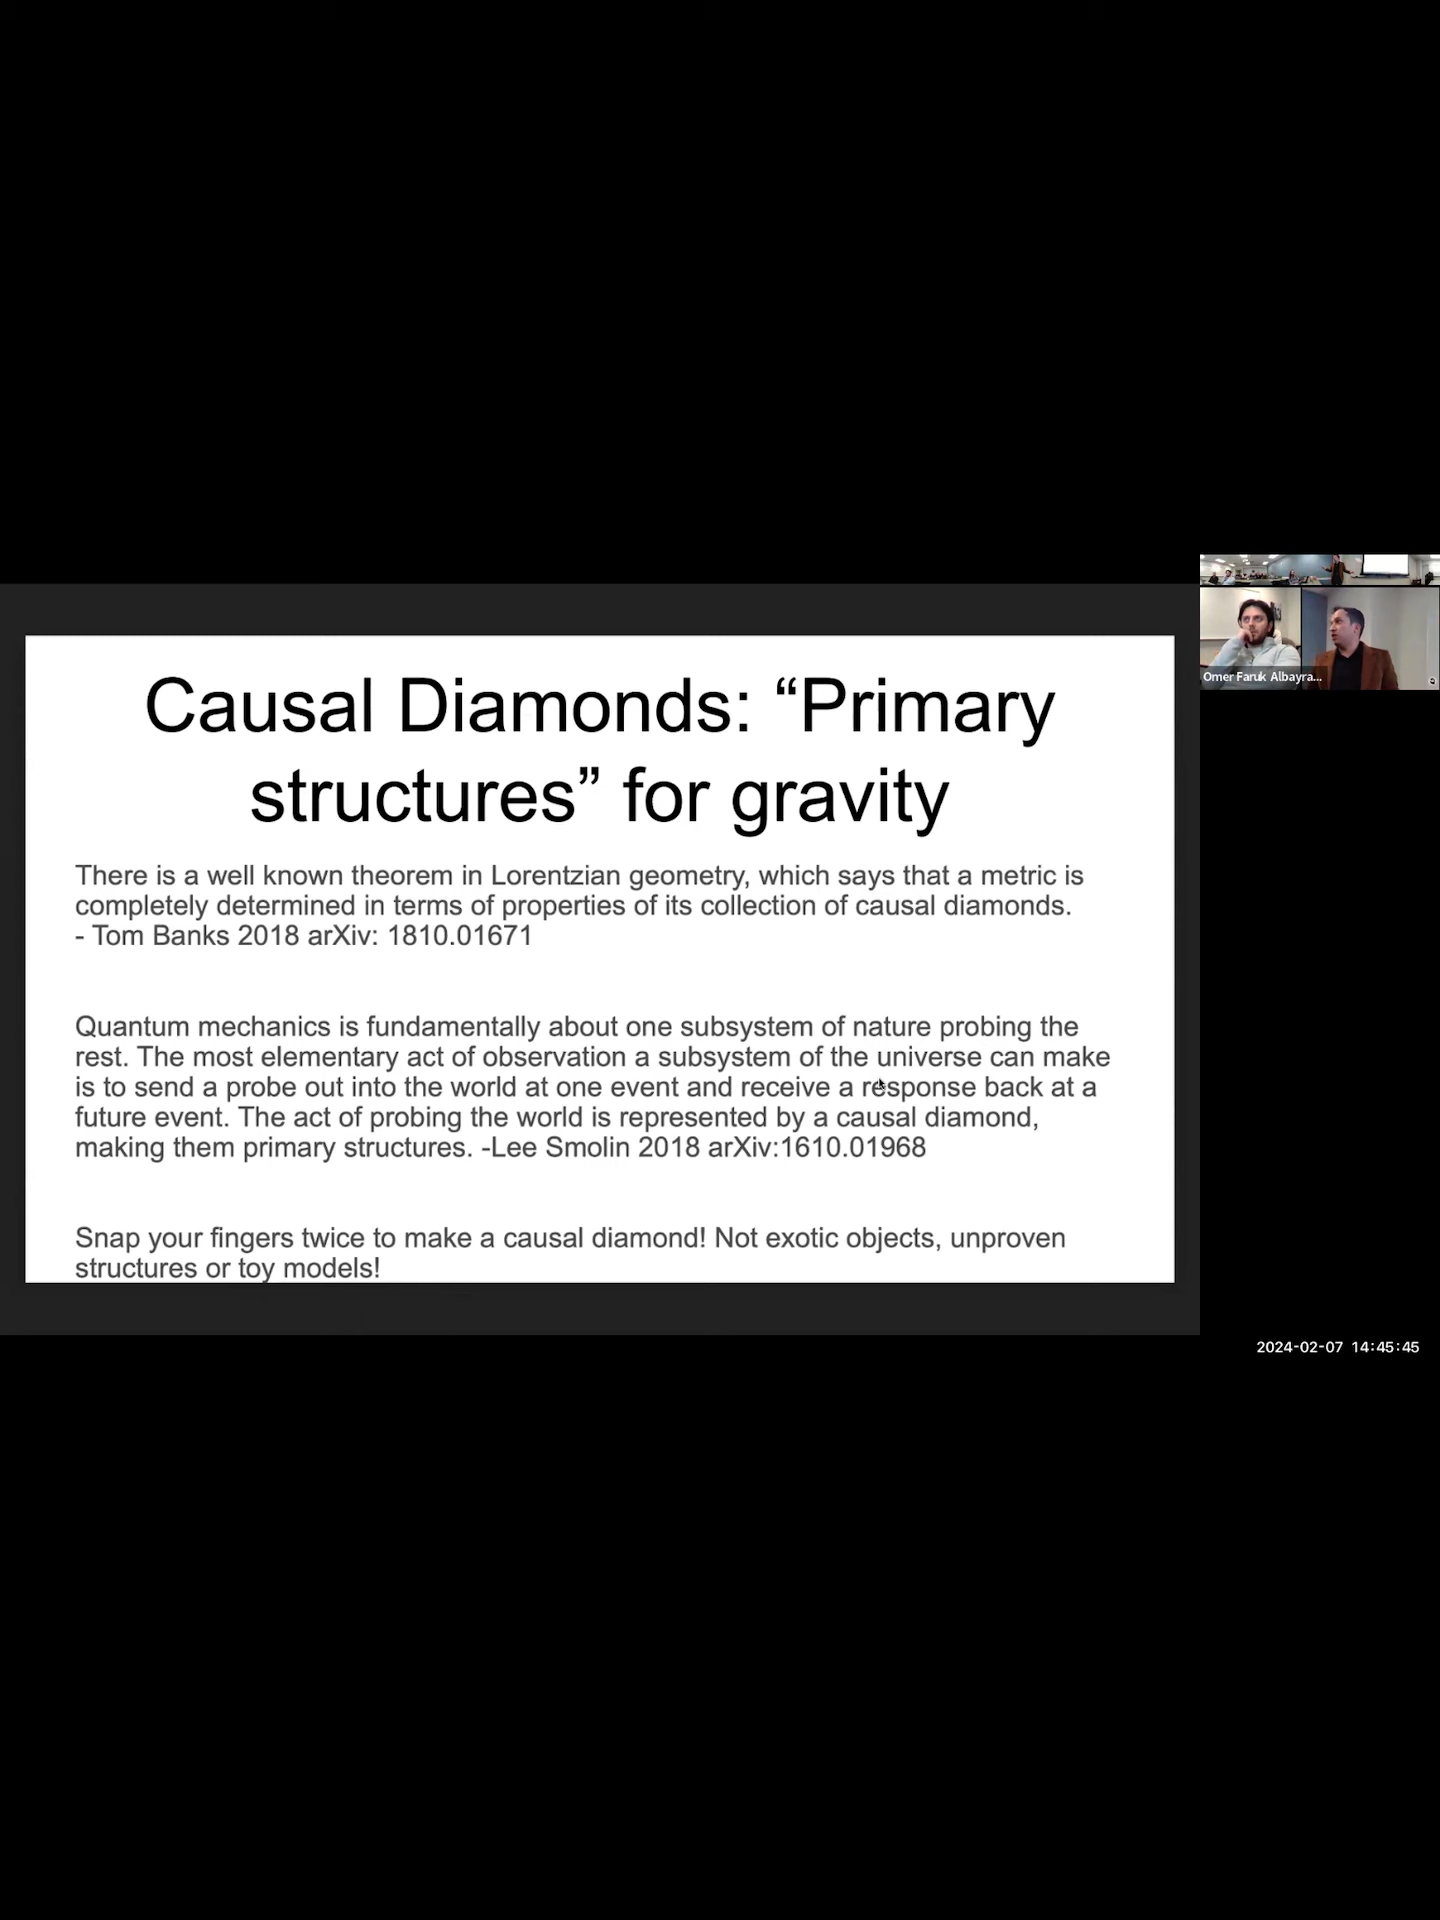 Causal Diamonds: “Primary
structures” for gravity
There is a well known theorem in Lorentzian geometry, which says that a metric is
completely determined in terms of properties of its collection of causal diamonds.
- Tom Banks 2018 arXiv: 1810.01671
Quantum mechanics is fundamentally about one subsystem of nature probing the
rest. The most elementary act of observation a subsystem of the universe can make
is to send a probe out into the world at one event and receive a response back at a
future event. The act of probing the world is represented by a causal diamond,
making them primary structures. -Lee Smolin 2018 arXiv:1610.01968
Snap your fingers twice to make a causal diamond! Not exotic objects, unproven
structures or toy models!
Omer Faruk Albayra...
2024-02-07 14:45:45